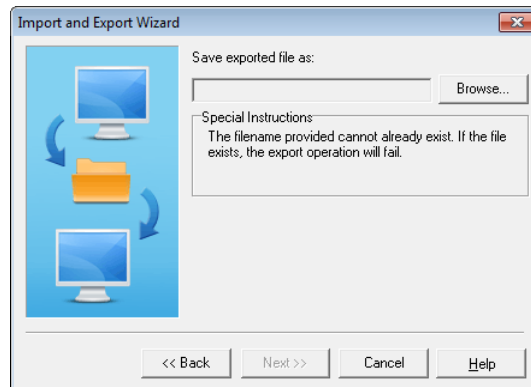 Import and Export Wizard
Save exported file as:
Browse...
Special Instructions
The filename provided cannot already exist. If the file
exists, the export operation will fail.
<< Back
Next >>
Cancel
Help